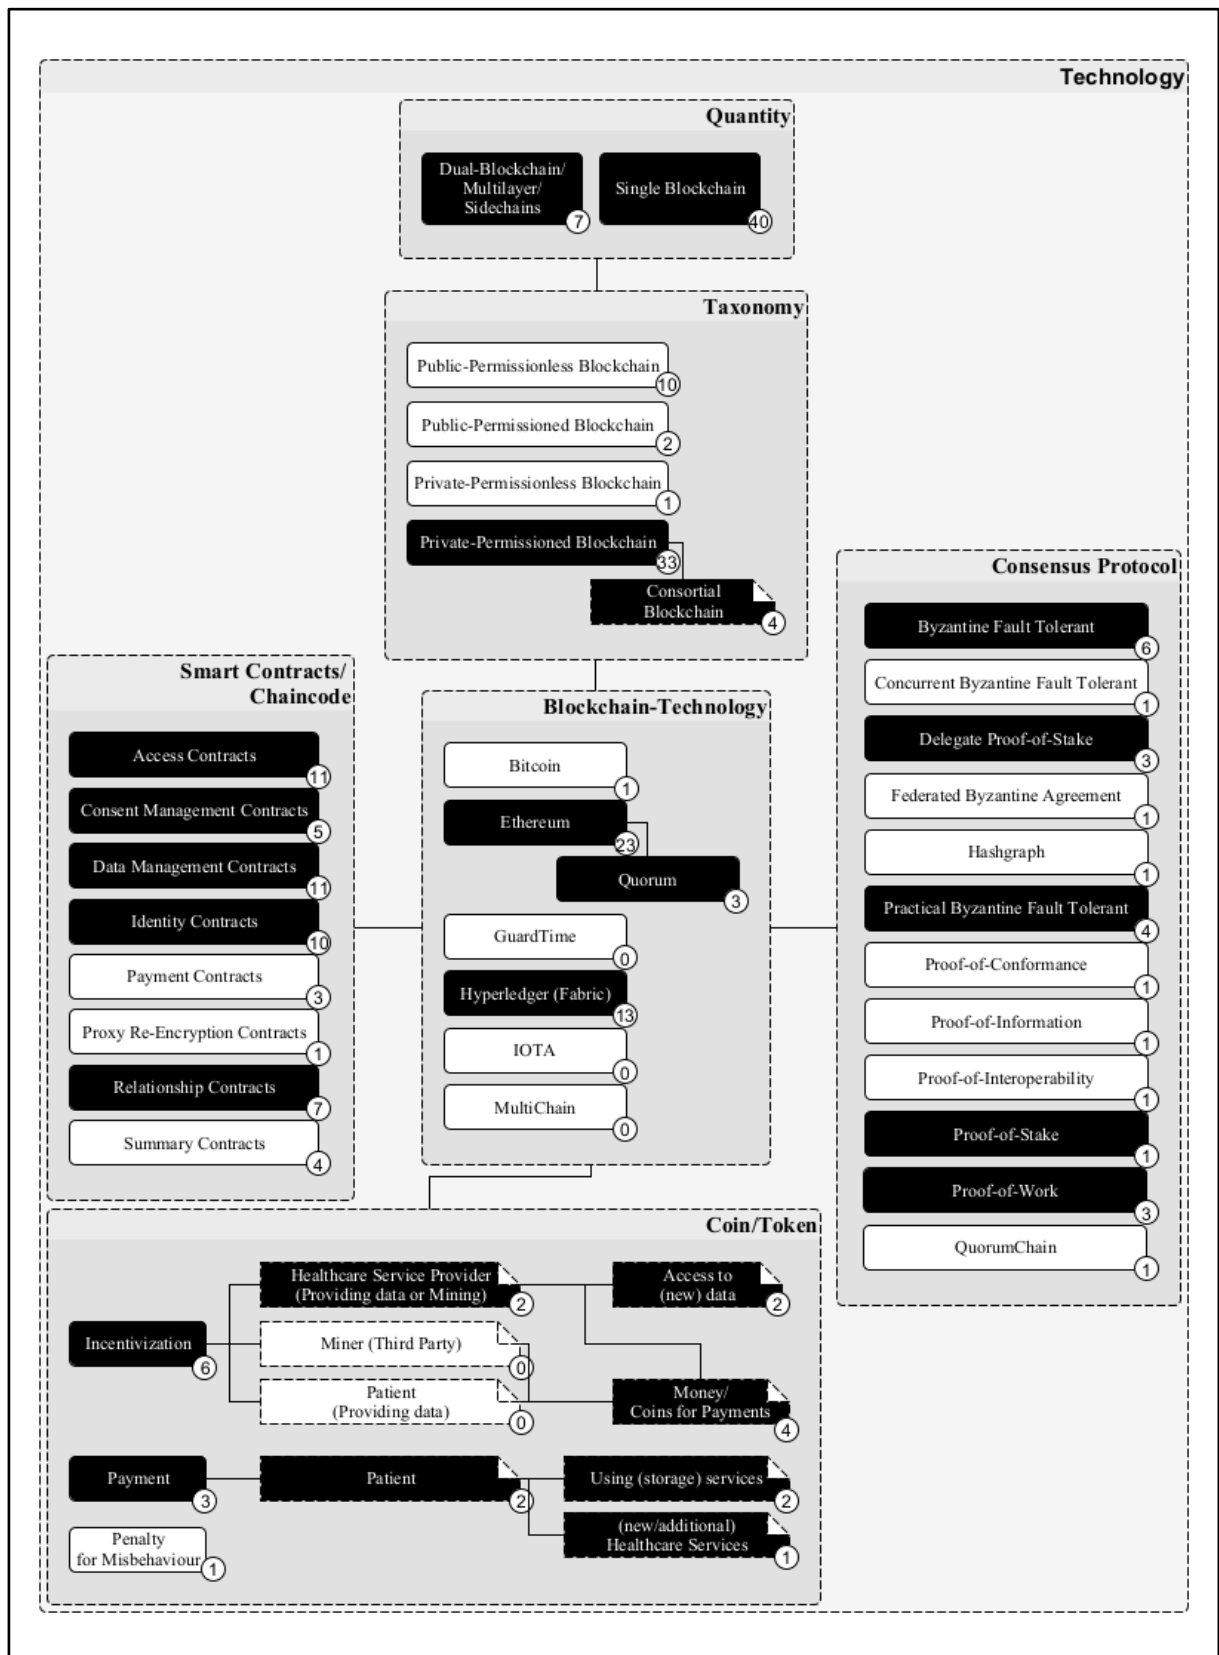 Technology
Quantity
Dual-Blockchain/
Multilayer/
Sidechains
7
Single Blockchain
40
Taxonomy
Public-Permissionless Blockchain
10
Public-Permissioned Blockchain
2
Private-Permissionless Blockchain
1
Private-Permissioned Blockchain
33
Consortial
Blockchain
4
Smart Contracts/
Chaincode
Access Contracts
11
Consent Management Contracts
5
Data Management Contracts
11
Identity Contracts
10
Payment Contracts
3
Proxy Re-Encryption Contracts
1
Relationship Contracts
7
Summary Contracts
4
Blockchain-Technology
Bitcoin
1
Ethereum
23
Quorum
3
GuardTime
0
Hyperledger (Fabric)
13
IOTA
0
MultiChain
0
Consensus Protocol
Byzantine Fault Tolerant
6
Concurrent Byzantine Fault Tolerant
1
Delegate Proof-of-Stake
3
Federated Byzantine Agreement
1
Hashgraph
1
Practical Byzantine Fault Tolerant
4
Proof-of-Conformance
1
Proof-of-Information
1
Proof-of-Interoperability
1
Proof-of-Stake
1
Proof-of-Work
3
QuorumChain
1
Coin/Token
Incentivization
6
Healthcare Service Provider
(Providing data or Mining)
2
Miner (Third Party)
0
Patient
(Providing data)
0
Access to
(new) data
2
Money/
Coins for Payments
4
Payment
3
Patient
2
Using (storage) services
2
(new/additional)
Healthcare Services
1
Penalty
for Misbehaviour
1